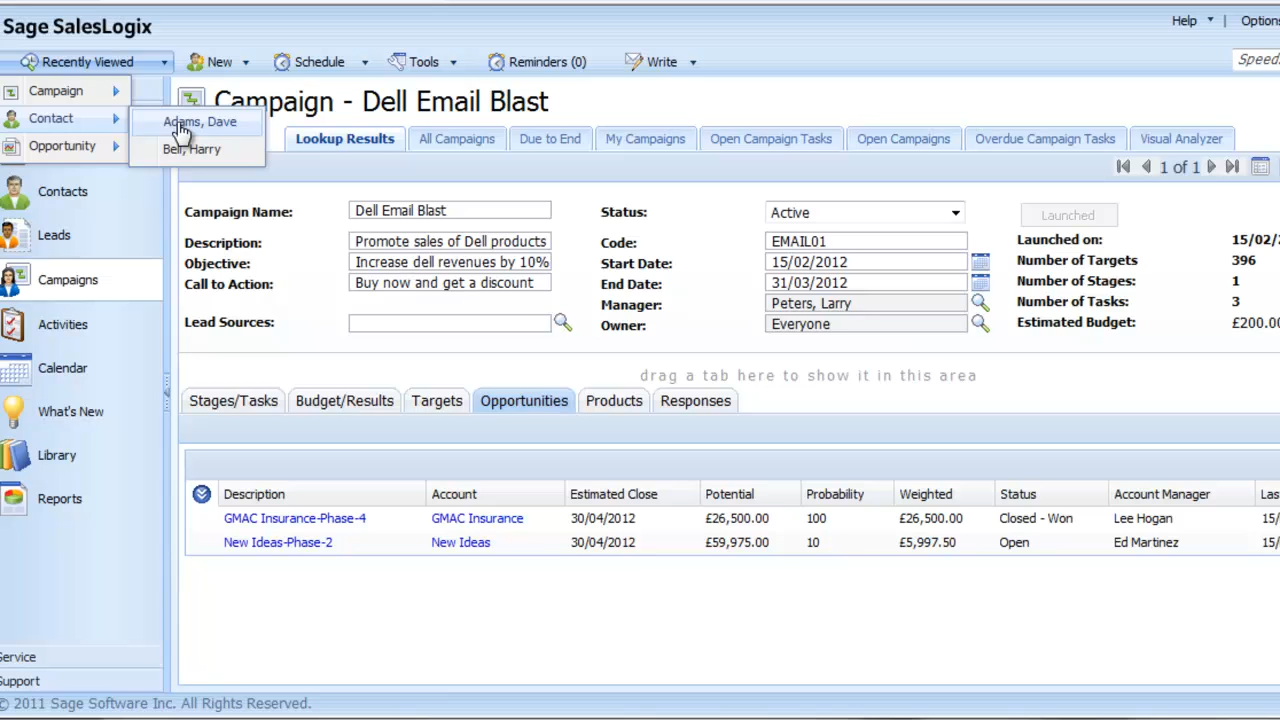 Sage SalesLogix
Help
Option
Recently Viewed
New
Schedule
Tools
Reminders (0)
Write
Speed
Campaign
Contact
Opportunity
Adams, Dave
Bell, Harry
Campaign - Dell Email Blast
Lookup Results
All Campaigns
Due to End
My Campaigns
Open Campaign Tasks
Open Campaigns
Overdue Campaign Tasks
Visual Analyzer
1 of 1
Contacts
Leads
Campaigns
Activities
Calendar
What's New
Library
Reports
Service
Support
Campaign Name: Dell Email Blast
Description: Promote sales of Dell products
Objective: Increase dell revenues by 10%
Call to Action: Buy now and get a discount
Lead Sources:
Status: Active
Code: EMAIL01
Start Date: 15/02/2012
End Date: 31/03/2012
Manager: Peters, Larry
Owner: Everyone
Launched
Launched on: 15/02/2
Number of Targets 396
Number of Stages: 1
Number of Tasks: 3
Estimated Budget: £200.00
drag a tab here to show it in this area
Stages/Tasks
Budget/Results
Targets
Opportunities
Products
Responses
Description Account Estimated Close Potential Probability Weighted Status Account Manager Las
GMAC Insurance-Phase-4 GMAC Insurance 30/04/2012 £26,500.00 100 £26,500.00 Closed - Won Lee Hogan 15/
New Ideas-Phase-2 New Ideas 30/04/2012 £59,975.00 10 £5,997.50 Open Ed Martinez 15/
© 2011 Sage Software Inc. All Rights Reserved.